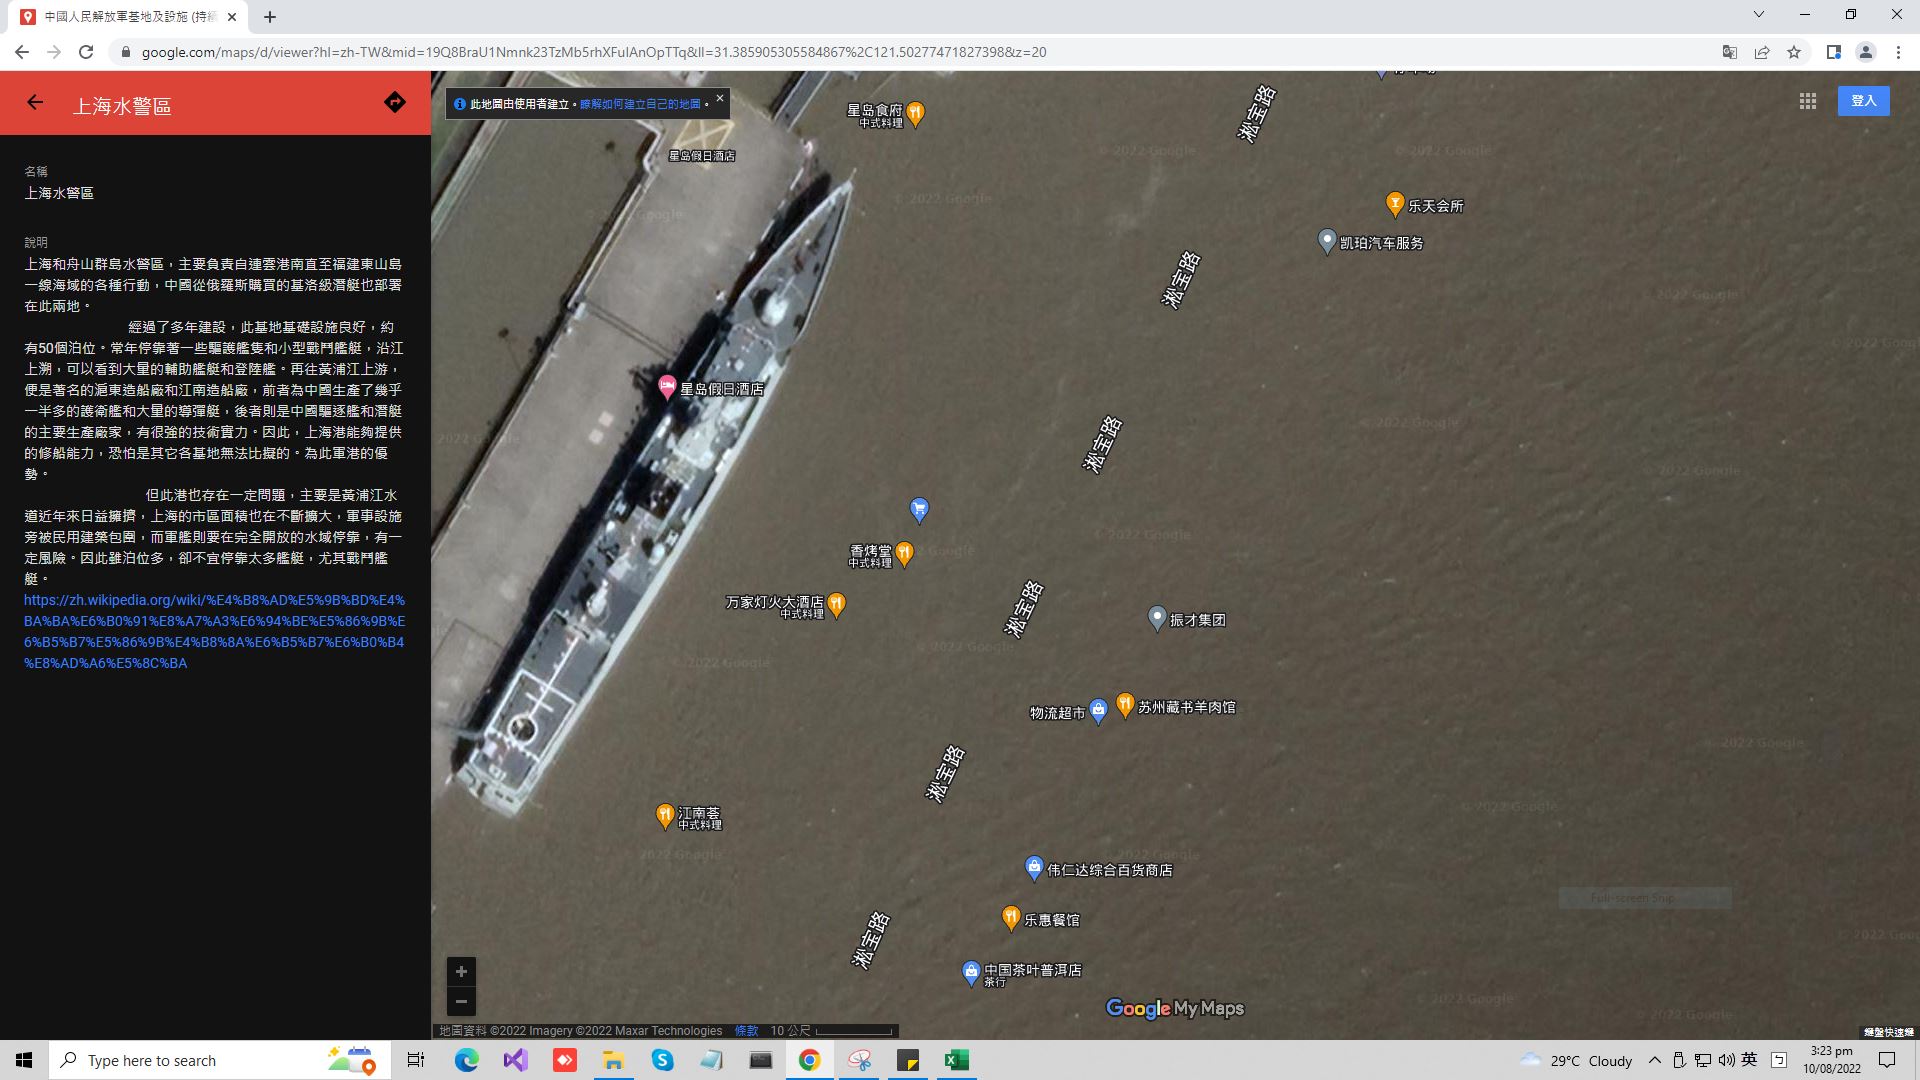 中國人民解放軍基地及設施 (持續
google.com/maps/d/viewer?hl=zh-TW&mid=19Q8BraU1Nmnk23TzMb5rhXFulAnOpTTq&ll=31.385905305584867%2C121.50277471827398&z=20
上海水警區
名稱
上海水警區
說明
上海和舟山群島水警區，主要負責自連雲港南直至福建東山島
一線海域的各種行動，中國從俄羅斯購買的基洛級潛艇也部署
在此兩地。
經過了多年建設，此基地基礎設施良好，約
有50個泊位。常年停靠著一些驅護艦隻和小型戰鬥艦艇，沿江
上溯，可以看到大量的輔助艦艇和登陸艦。再往黃浦江上游，
便是著名的滬東造船廠和江南造船廠，前者為中國生產了幾乎
一半多的護衛艦和大量的導彈艇，後者則是中國驅逐艦和潛艇
的主要生產廠家，有很強的技術實力。因此，上海港能夠提供
的修船能力，恐怕是其它各基地無法比擬的。為此軍港的優
勢。
但此港也存在一定問題，主要是黃浦江水
道近年來日益擁擠，上海的市區面積也在不斷擴大，軍事設施
旁被民用建築包圍，而軍艦則要在完全開放的水域停靠，有一
定風險。因此雖泊位多，卻不宜停靠太多艦艇，尤其戰鬥艦
艇。
https://zh.wikipedia.org/wiki/%E4%B8%AD%E5%9B%BD%E4%
BA%BA%E6%B0%91%E8%A7%A3%E6%94%BE%E5%86%9B%E
6%B5%B7%E5%86%9B%E4%B8%8A%E6%B5%B7%E6%B0%B4
%E8%AD%A6%E5%8C%BA
此地圖由使用者建立。瞭解如何建立自己的地圖。
登入
星岛食府
中式料理
淞宝路
星岛假日酒店
乐天会所
凯珀汽车服务
淞宝路
星岛假日酒店
淞宝路
香烤堂
中式料理
万家灯火大酒店
中式料理
淞宝路
振才集团
物流超市
苏州藏书羊肉馆
淞宝路
江南荟
中式料理
伟仁达综合百货商店
Full-screen Snip
乐惠餐馆
淞宝路
中国茶叶普洱店
茶行
Google My Maps
地圖資料 ©2022 Imagery ©2022 Maxar Technologies 條款 10 公尺
鍵盤快速鍵
© 2022 Google
Type here to search
29°C Cloudy
英
3:23 pm
10/08/2022